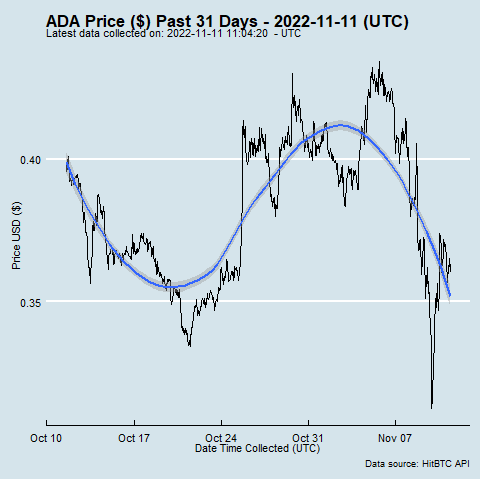 ADA Price ($) Past 31 Days - 2022-11-11 (UTC)
Latest data collected on: 2022-11-11 11:04:20  - UTC
Price USD ($)
0.40
0.35
Oct 10
Oct 17
Oct 24
Oct 31
Nov 07
Date Time Collected (UTC)
Data source: HitBTC API